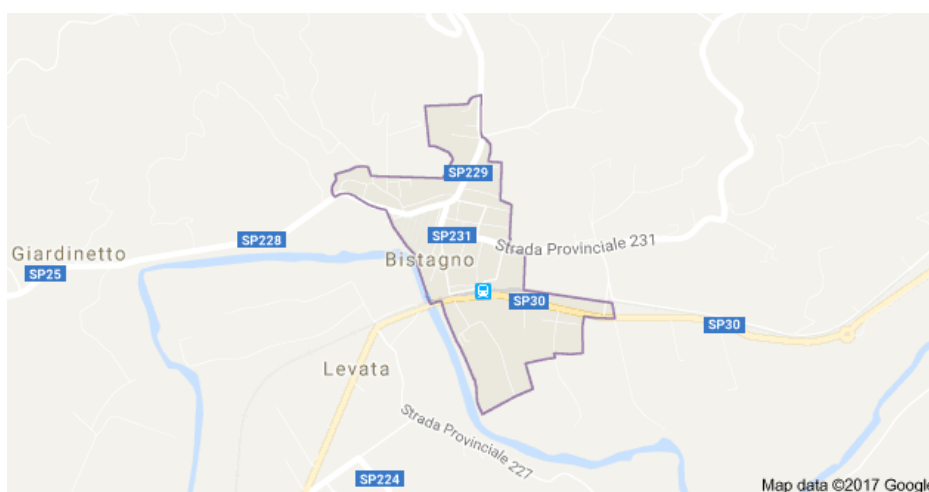 SP229
SP231
Strada Provinciale 231
SP228
Giardinetto
SP25
Bistagno
SP30
SP30
Levata
Strada Provinciale 227
SP224
Map data ©2017 Google